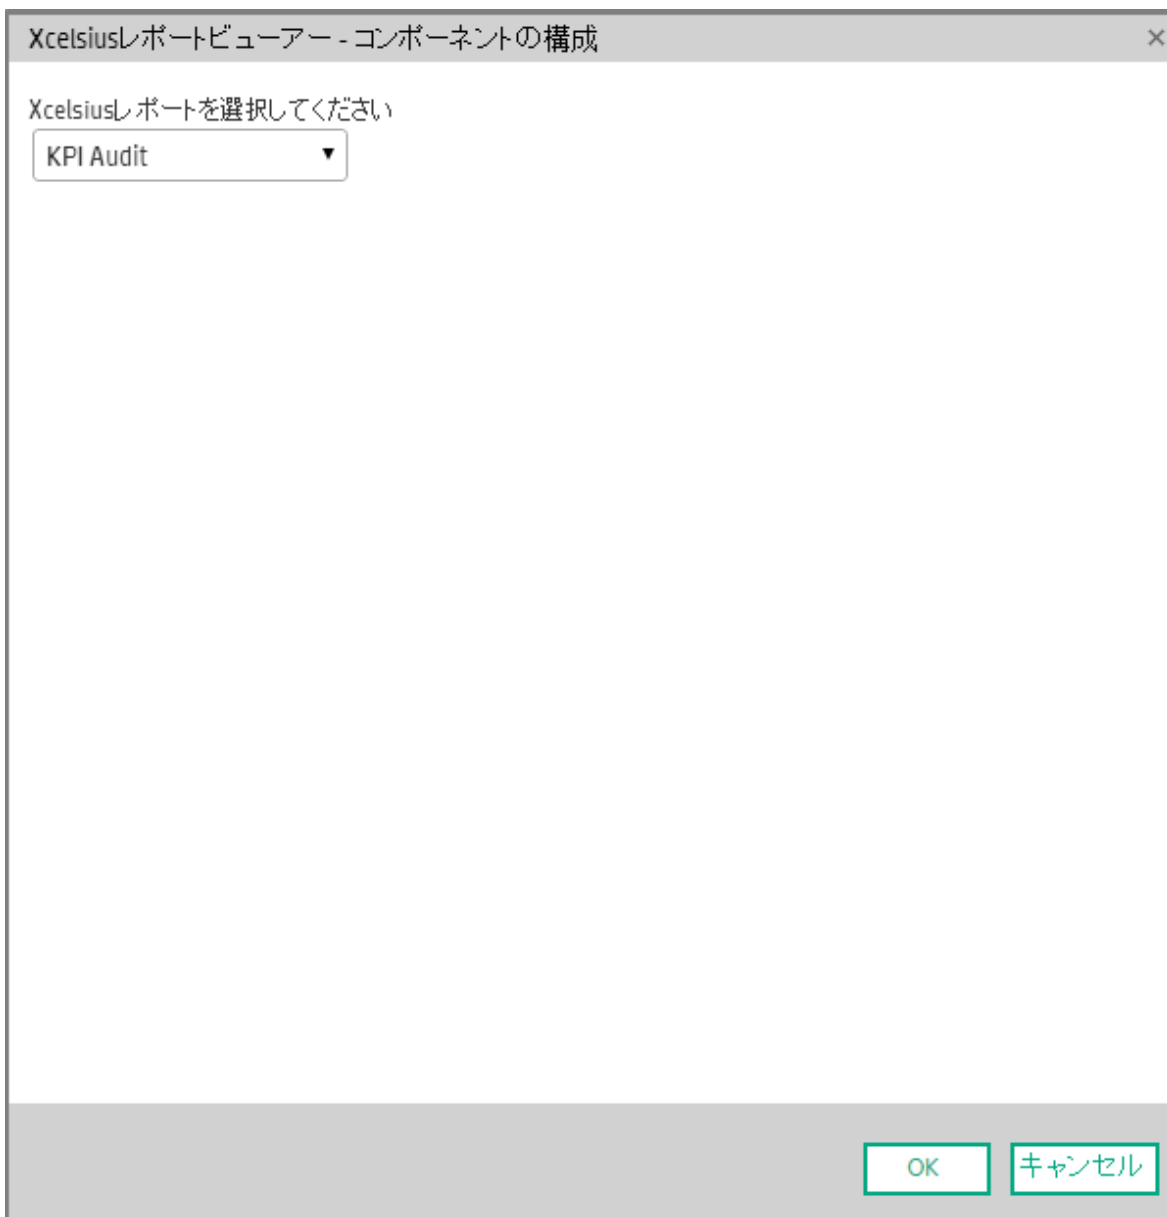 Xcelsiusレポートビューアー - コンポーネントの構成
Xcelsiusレポートを選択してください
KPI Audit
OK
キャンセル